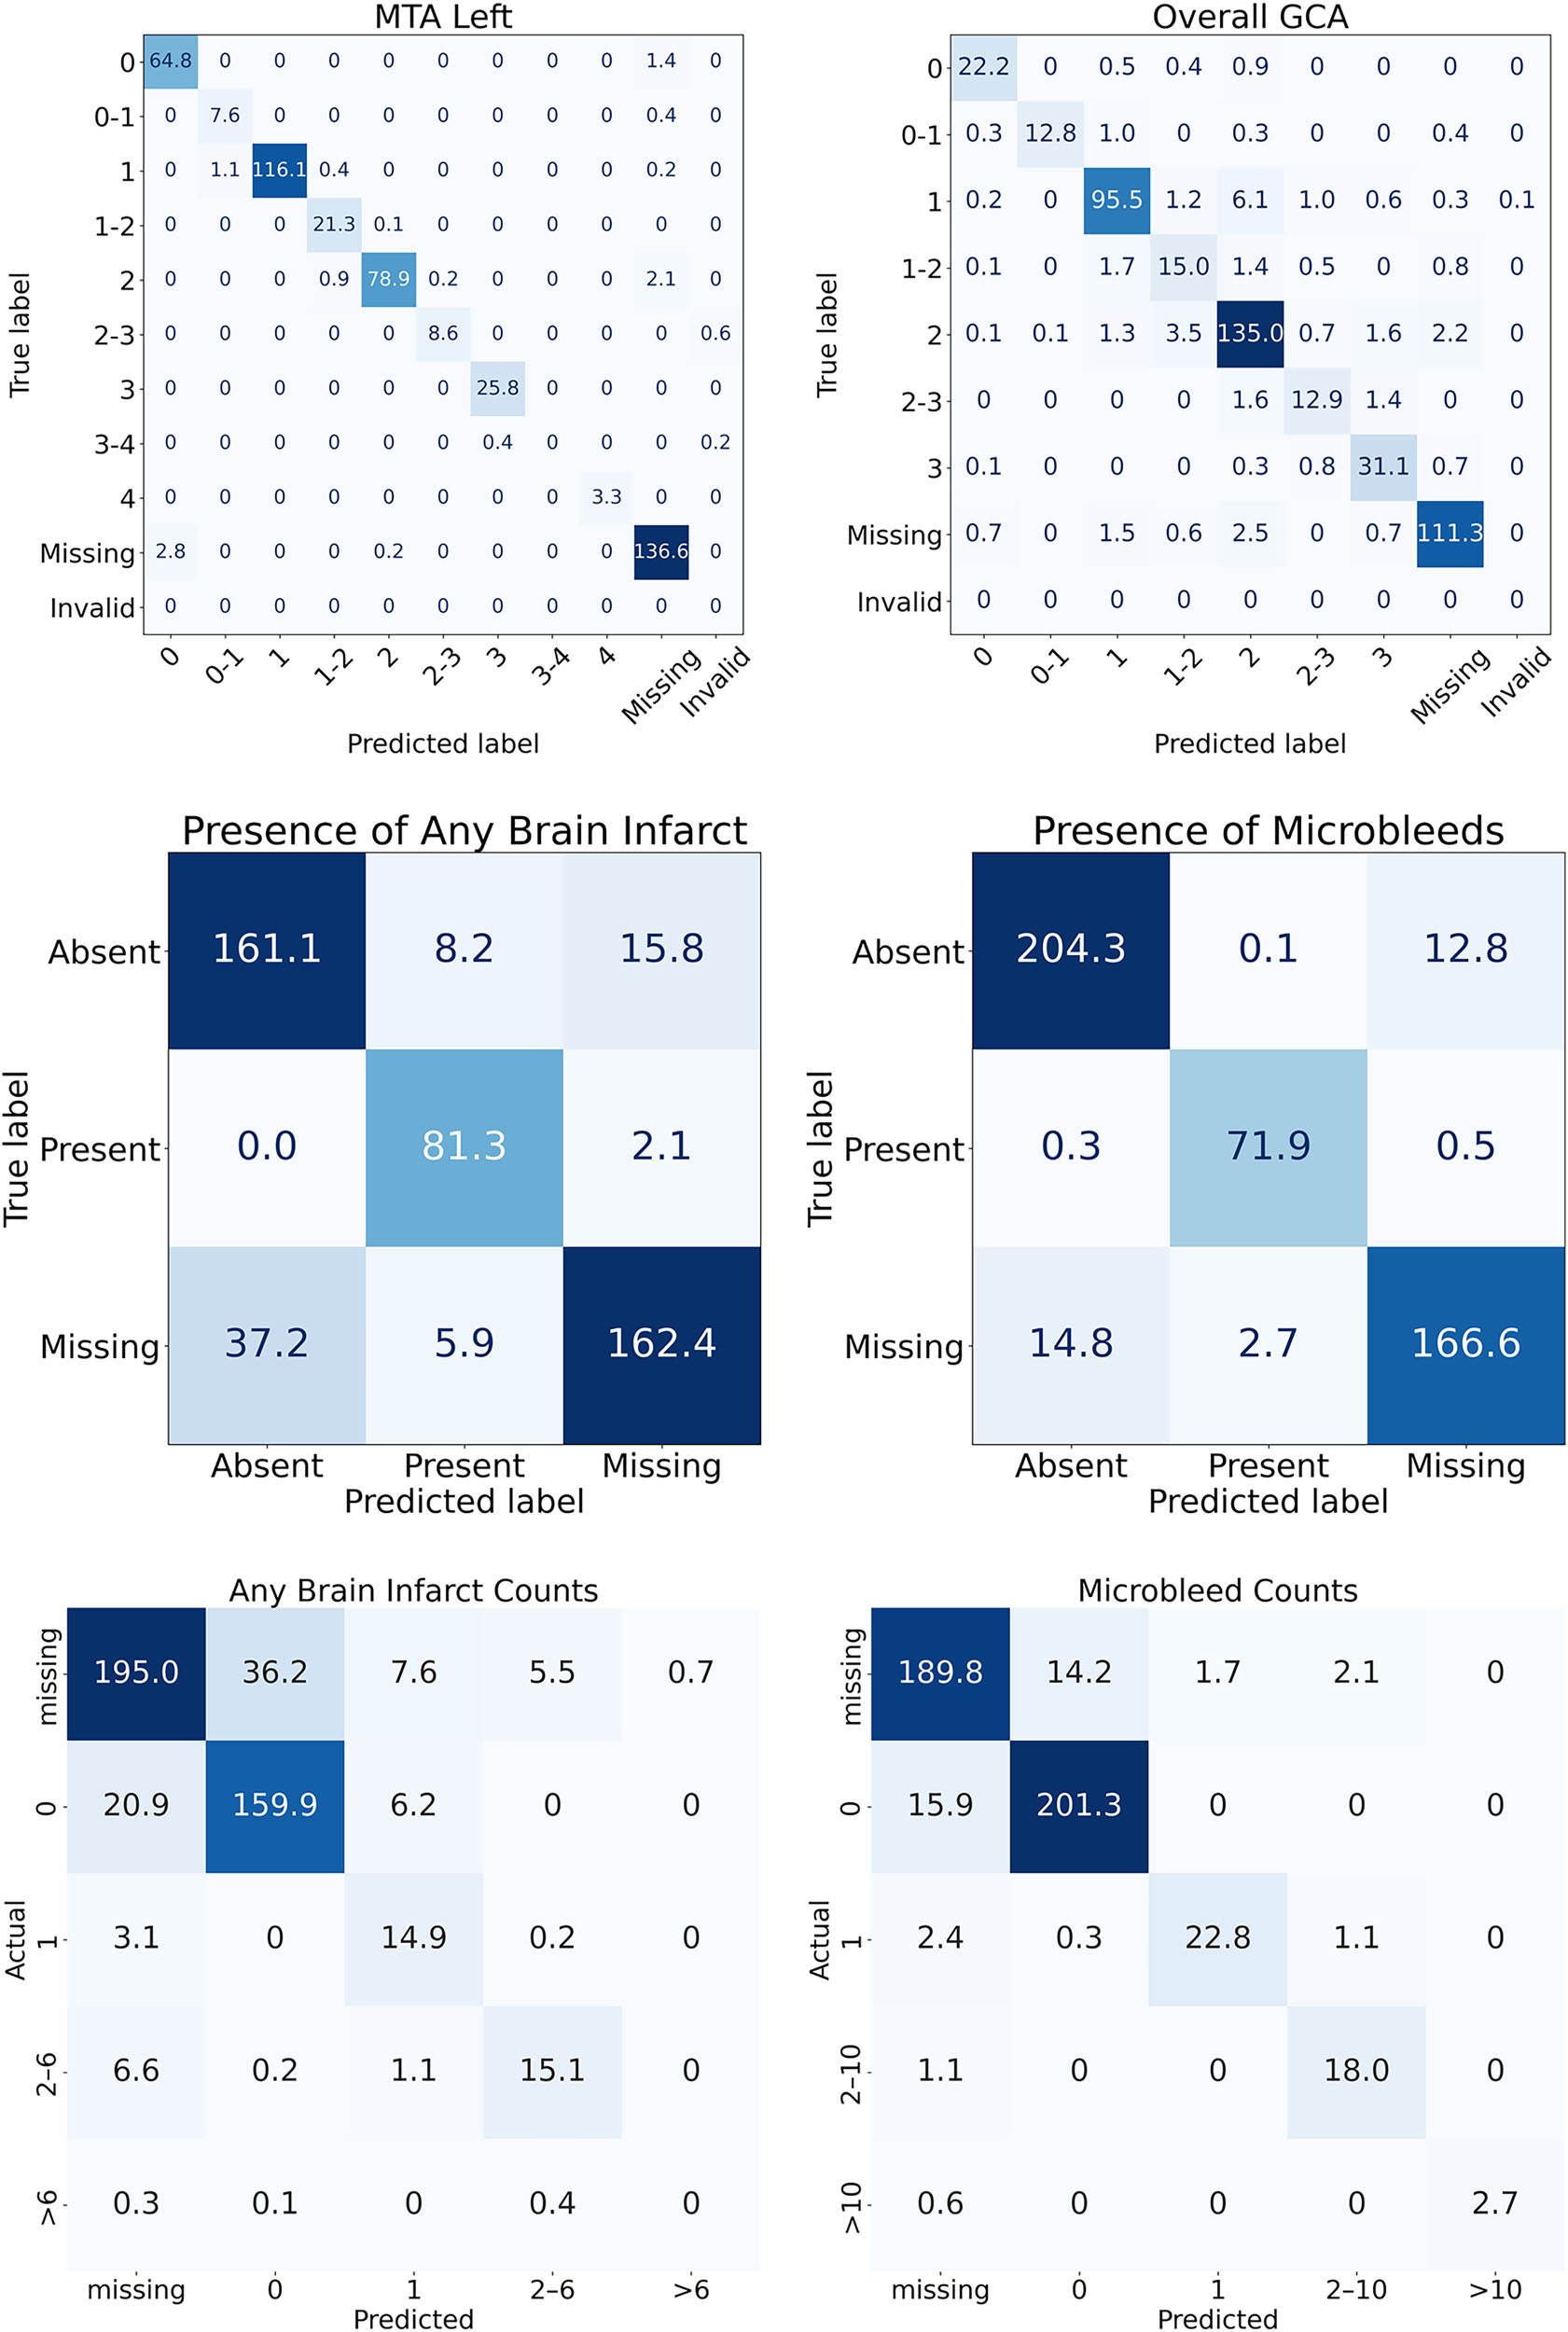 MTA Left
True label
0 64.8 0 0 0 0 0 0 0 0 1.4 0
0-1 0 7.6 0 0 0 0 0 0 0 0.4 0
1 0 1.1 116.1 0.4 0 0 0 0 0 0.2 0
1-2 0 0 0 21.3 0.1 0 0 0 0 0 0
2 0 0 0 0.9 78.9 0.2 0 0 0 2.1 0
2-3 0 0 0 0 0 8.6 0 0 0 0 0.6
3 0 0 0 0 0 0 25.8 0 0 0 0
3-4 0 0 0 0 0 0 0.4 0 0 0 0.2
4 0 0 0 0 0 0 0 0 3.3 0 0
Missing 2.8 0 0 0 0.2 0 0 0 0 136.6 0
Invalid 0 0 0 0 0 0 0 0 0 0 0
0 0-1 1 1-2 2 2-3 3 3-4 4 Missing Invalid
Predicted label
Overall GCA
True label
0 22.2 0 0.5 0.4 0.9 0 0 0 0
0-1 0.3 12.8 1.0 0 0.3 0 0 0.4 0
1 0.2 0 95.5 1.2 6.1 1.0 0.6 0.3 0.1
1-2 0.1 0 1.7 15.0 1.4 0.5 0 0.8 0
2 0.1 0.1 1.3 3.5 135.0 0.7 1.6 2.2 0
2-3 0 0 0 0 1.6 12.9 1.4 0 0
3 0.1 0 0 0 0.3 0.8 31.1 0.7 0
Missing 0.7 0 1.5 0.6 2.5 0 0.7 111.3 0
Invalid 0 0 0 0 0 0 0 0 0
0 0-1 1 1-2 2 2-3 3 Missing Invalid
Predicted label
Presence of Any Brain Infarct
True label
Absent 161.1 8.2 15.8
Present 0.0 81.3 2.1
Missing 37.2 5.9 162.4
Absent Present Missing
Predicted label
Presence of Microbleeds
True label
Absent 204.3 0.1 12.8
Present 0.3 71.9 0.5
Missing 14.8 2.7 166.6
Absent Present Missing
Predicted label
Any Brain Infarct Counts
Actual
missing 195.0 36.2 7.6 5.5 0.7
0 20.9 159.9 6.2 0 0
1 3.1 0 14.9 0.2 0
2–6 6.6 0.2 1.1 15.1 0
>6 0.3 0.1 0 0.4 0
missing 0 1 2–6 >6
Predicted
Microbleed Counts
Actual
missing 189.8 14.2 1.7 2.1 0
0 15.9 201.3 0 0 0
1 2.4 0.3 22.8 1.1 0
2–10 1.1 0 0 18.0 0
>10 0.6 0 0 0 2.7
missing 0 1 2–10 >10
Predicted